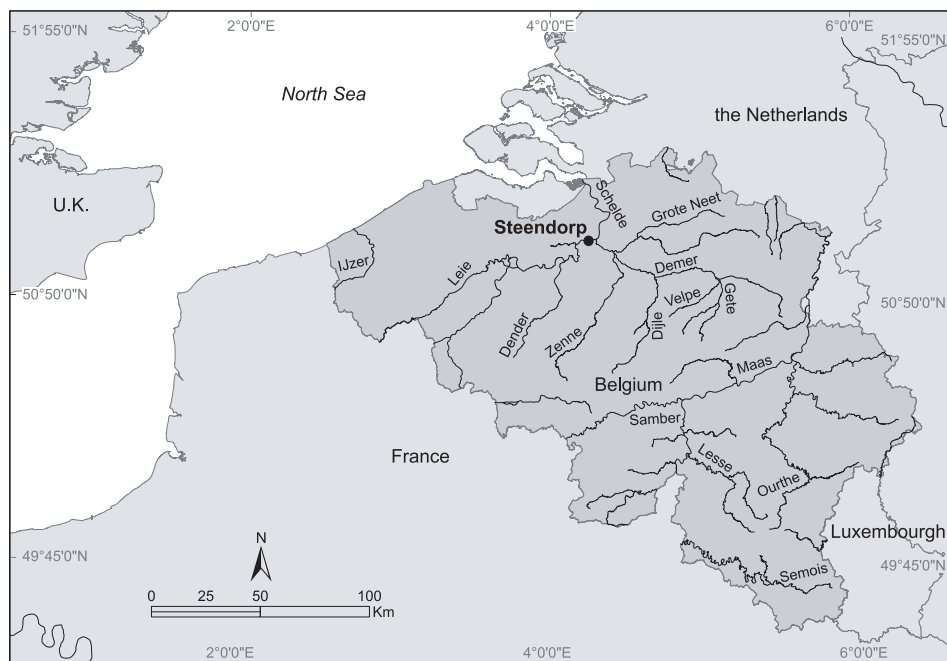 2°0'0"E
4°0'0"E
6°0'0"E
51°55'0"N
51°55'0"N
North Sea
the Netherlands
U.K.
Schelde
Grote Neet
Steendorp
IJzer
Leie
Demer
50°50'0"N
50°50'0"N
Velpe
Gete
Dender
Zenne
Dijle
Maas
Belgium
Samber
France
Lesse
Ourthe
Luxembourgh
N
49°45'0"N
49°45'0"N
Semois
0 25 50 100
Km
2°0'0"E
4°0'0"E
6°0'0"E